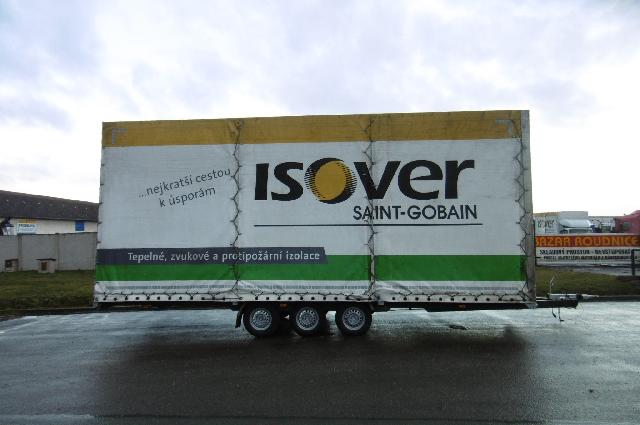 ...nejkratší cestou
k úsporám
ISOVER
SAINT-GOBAIN
Tepelné, zvukové a protipožární izolace
BAZAR ROUDNICE